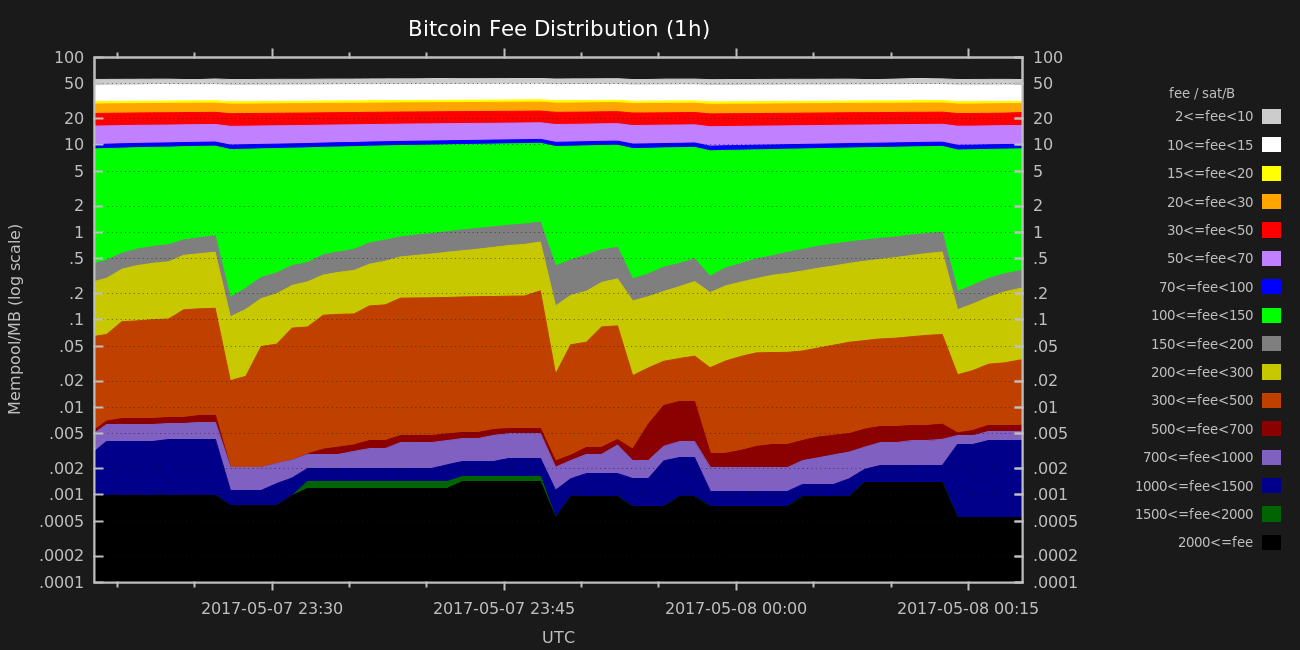 Bitcoin Fee Distribution (1h)
Mempool/MB (log scale)
100
50
20
10
5
2
1
.5
.2
.1
.05
.02
.01
.005
.002
.001
.0005
.0002
.0001
100
50
20
10
5
2
1
.5
.2
.1
.05
.02
.01
.005
.002
.001
.0005
.0002
.0001
2017-05-07 23:30 2017-05-07 23:45 2017-05-08 00:00 2017-05-08 00:15
UTC
fee / sat/B
2<=fee<10
10<=fee<15
15<=fee<20
20<=fee<30
30<=fee<50
50<=fee<70
70<=fee<100
100<=fee<150
150<=fee<200
200<=fee<300
300<=fee<500
500<=fee<700
700<=fee<1000
1000<=fee<1500
1500<=fee<2000
2000<=fee